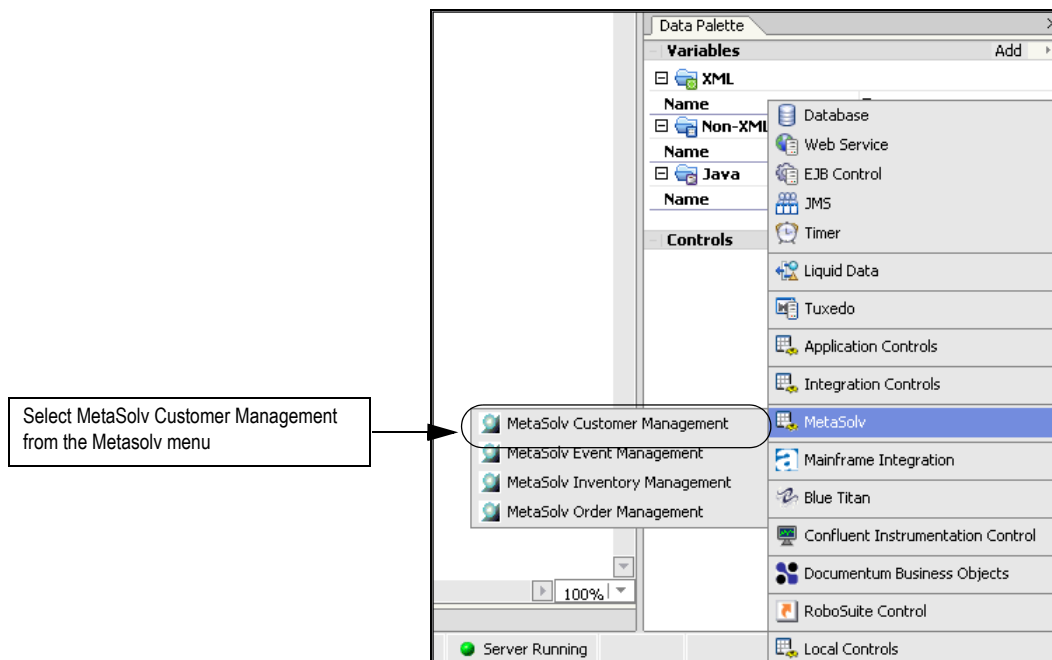 Data Palette
Variables Add
XML
Name
Non-XML
Name
Java
Name
Controls
Database
Web Service
EJB Control
JMS
Timer
Liquid Data
Tuxedo
Application Controls
Integration Controls
MetaSolv
Mainframe Integration
Blue Titan
Confluent Instrumentation Control
Documentum Business Objects
RoboSuite Control
Local Controls
MetaSolv Customer Management
MetaSolv Event Management
MetaSolv Inventory Management
MetaSolv Order Management
Select MetaSolv Customer Management
from the Metasolv menu
100%
Server Running